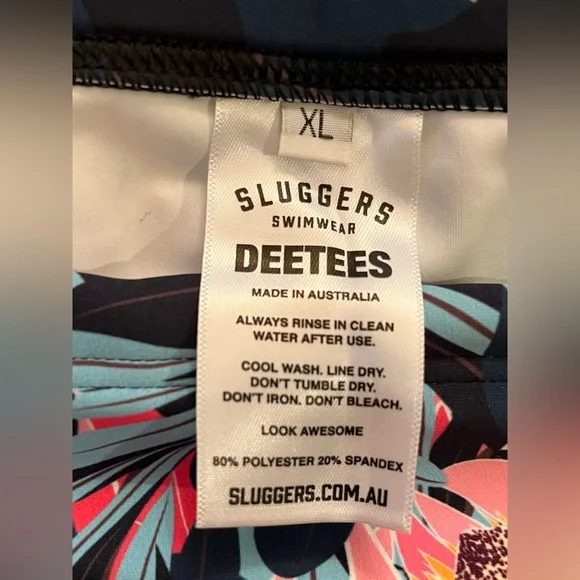 XL
SLUGGERS
SWIMWEAR
DEETEES
MADE IN AUSTRALIA
ALWAYS RINSE IN CLEAN
WATER AFTER USE.
COOL WASH. LINE DRY.
DON'T TUMBLE DRY.
DON'T IRON. DON'T BLEACH.
LOOK AWESOME
80% POLYESTER 20% SPANDEX
SLUGGERS.COM.AU